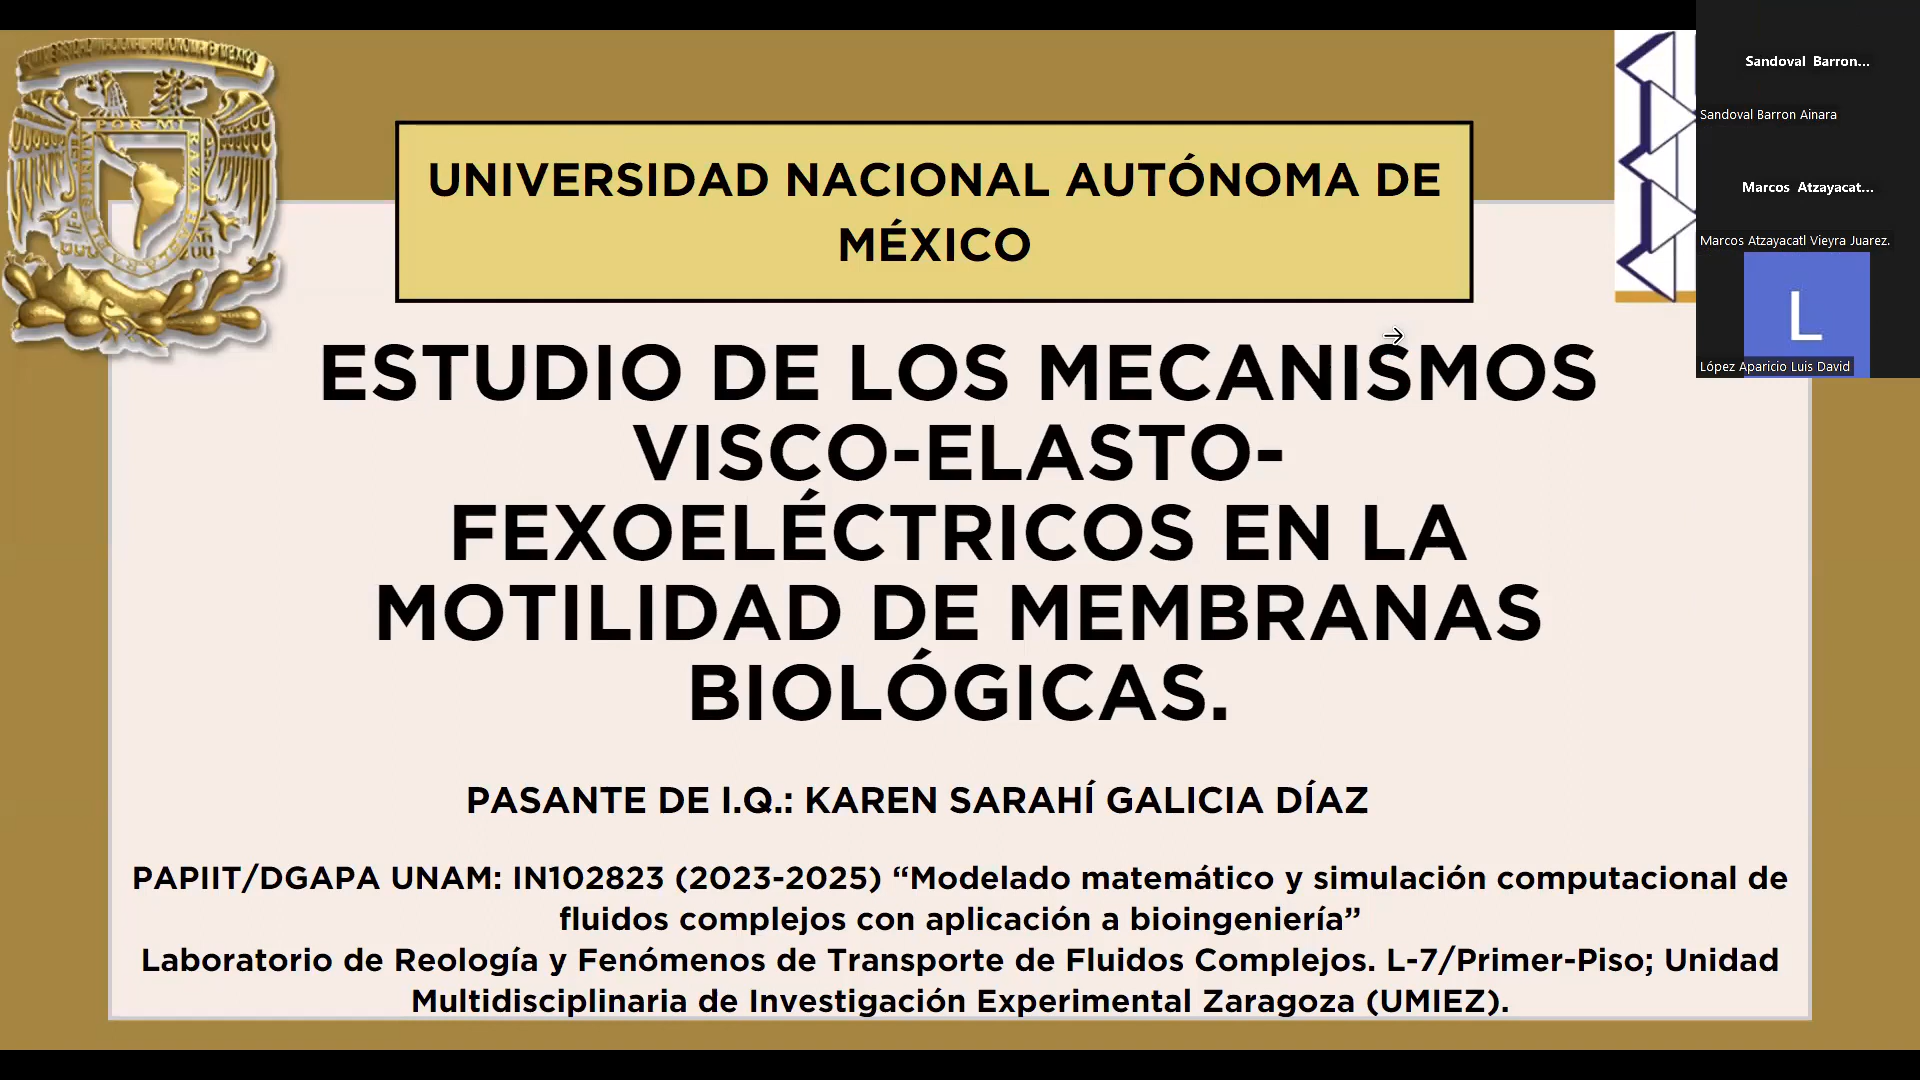 UNIVERSIDAD NACIONAL AUTÓNOMA DE
MÉXICO
ESTUDIO DE LOS MECANISMOS
VISCO-ELASTO-
FEXOELÉCTRICOS EN LA
MOTILIDAD DE MEMBRANAS
BIOLÓGICAS.
PASANTE DE I.Q.: KAREN SARAHÍ GALICIA DÍAZ
PAPIIT/DGAPA UNAM: IN102823 (2023-2025) “Modelado matemático y simulación computacional de
fluidos complejos con aplicación a bioingeniería”
Laboratorio de Reología y Fenómenos de Transporte de Fluidos Complejos. L-7/Primer-Piso; Unidad
Multidisciplinaria de Investigación Experimental Zaragoza (UMIEZ).
POR MI RAZA
Sandoval Barron...
Sandoval Barron Ainara
Marcos Atzayacat...
Marcos Atzayacatl Vieyra Juarez.
L
López Aparicio Luis David